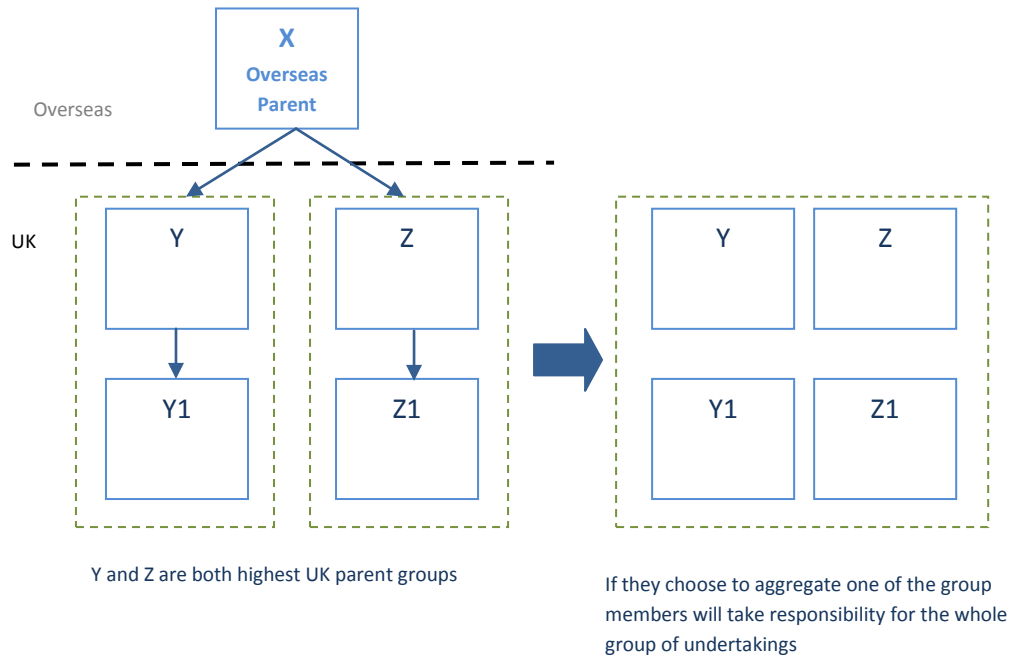 X
Overseas
Parent
Overseas
UK
Y
Z
Y
Z
Y1
Z1
Y1
Z1
Y and Z are both highest UK parent groups
If they choose to aggregate one of the group
members will take responsibility for the whole
group of undertakings